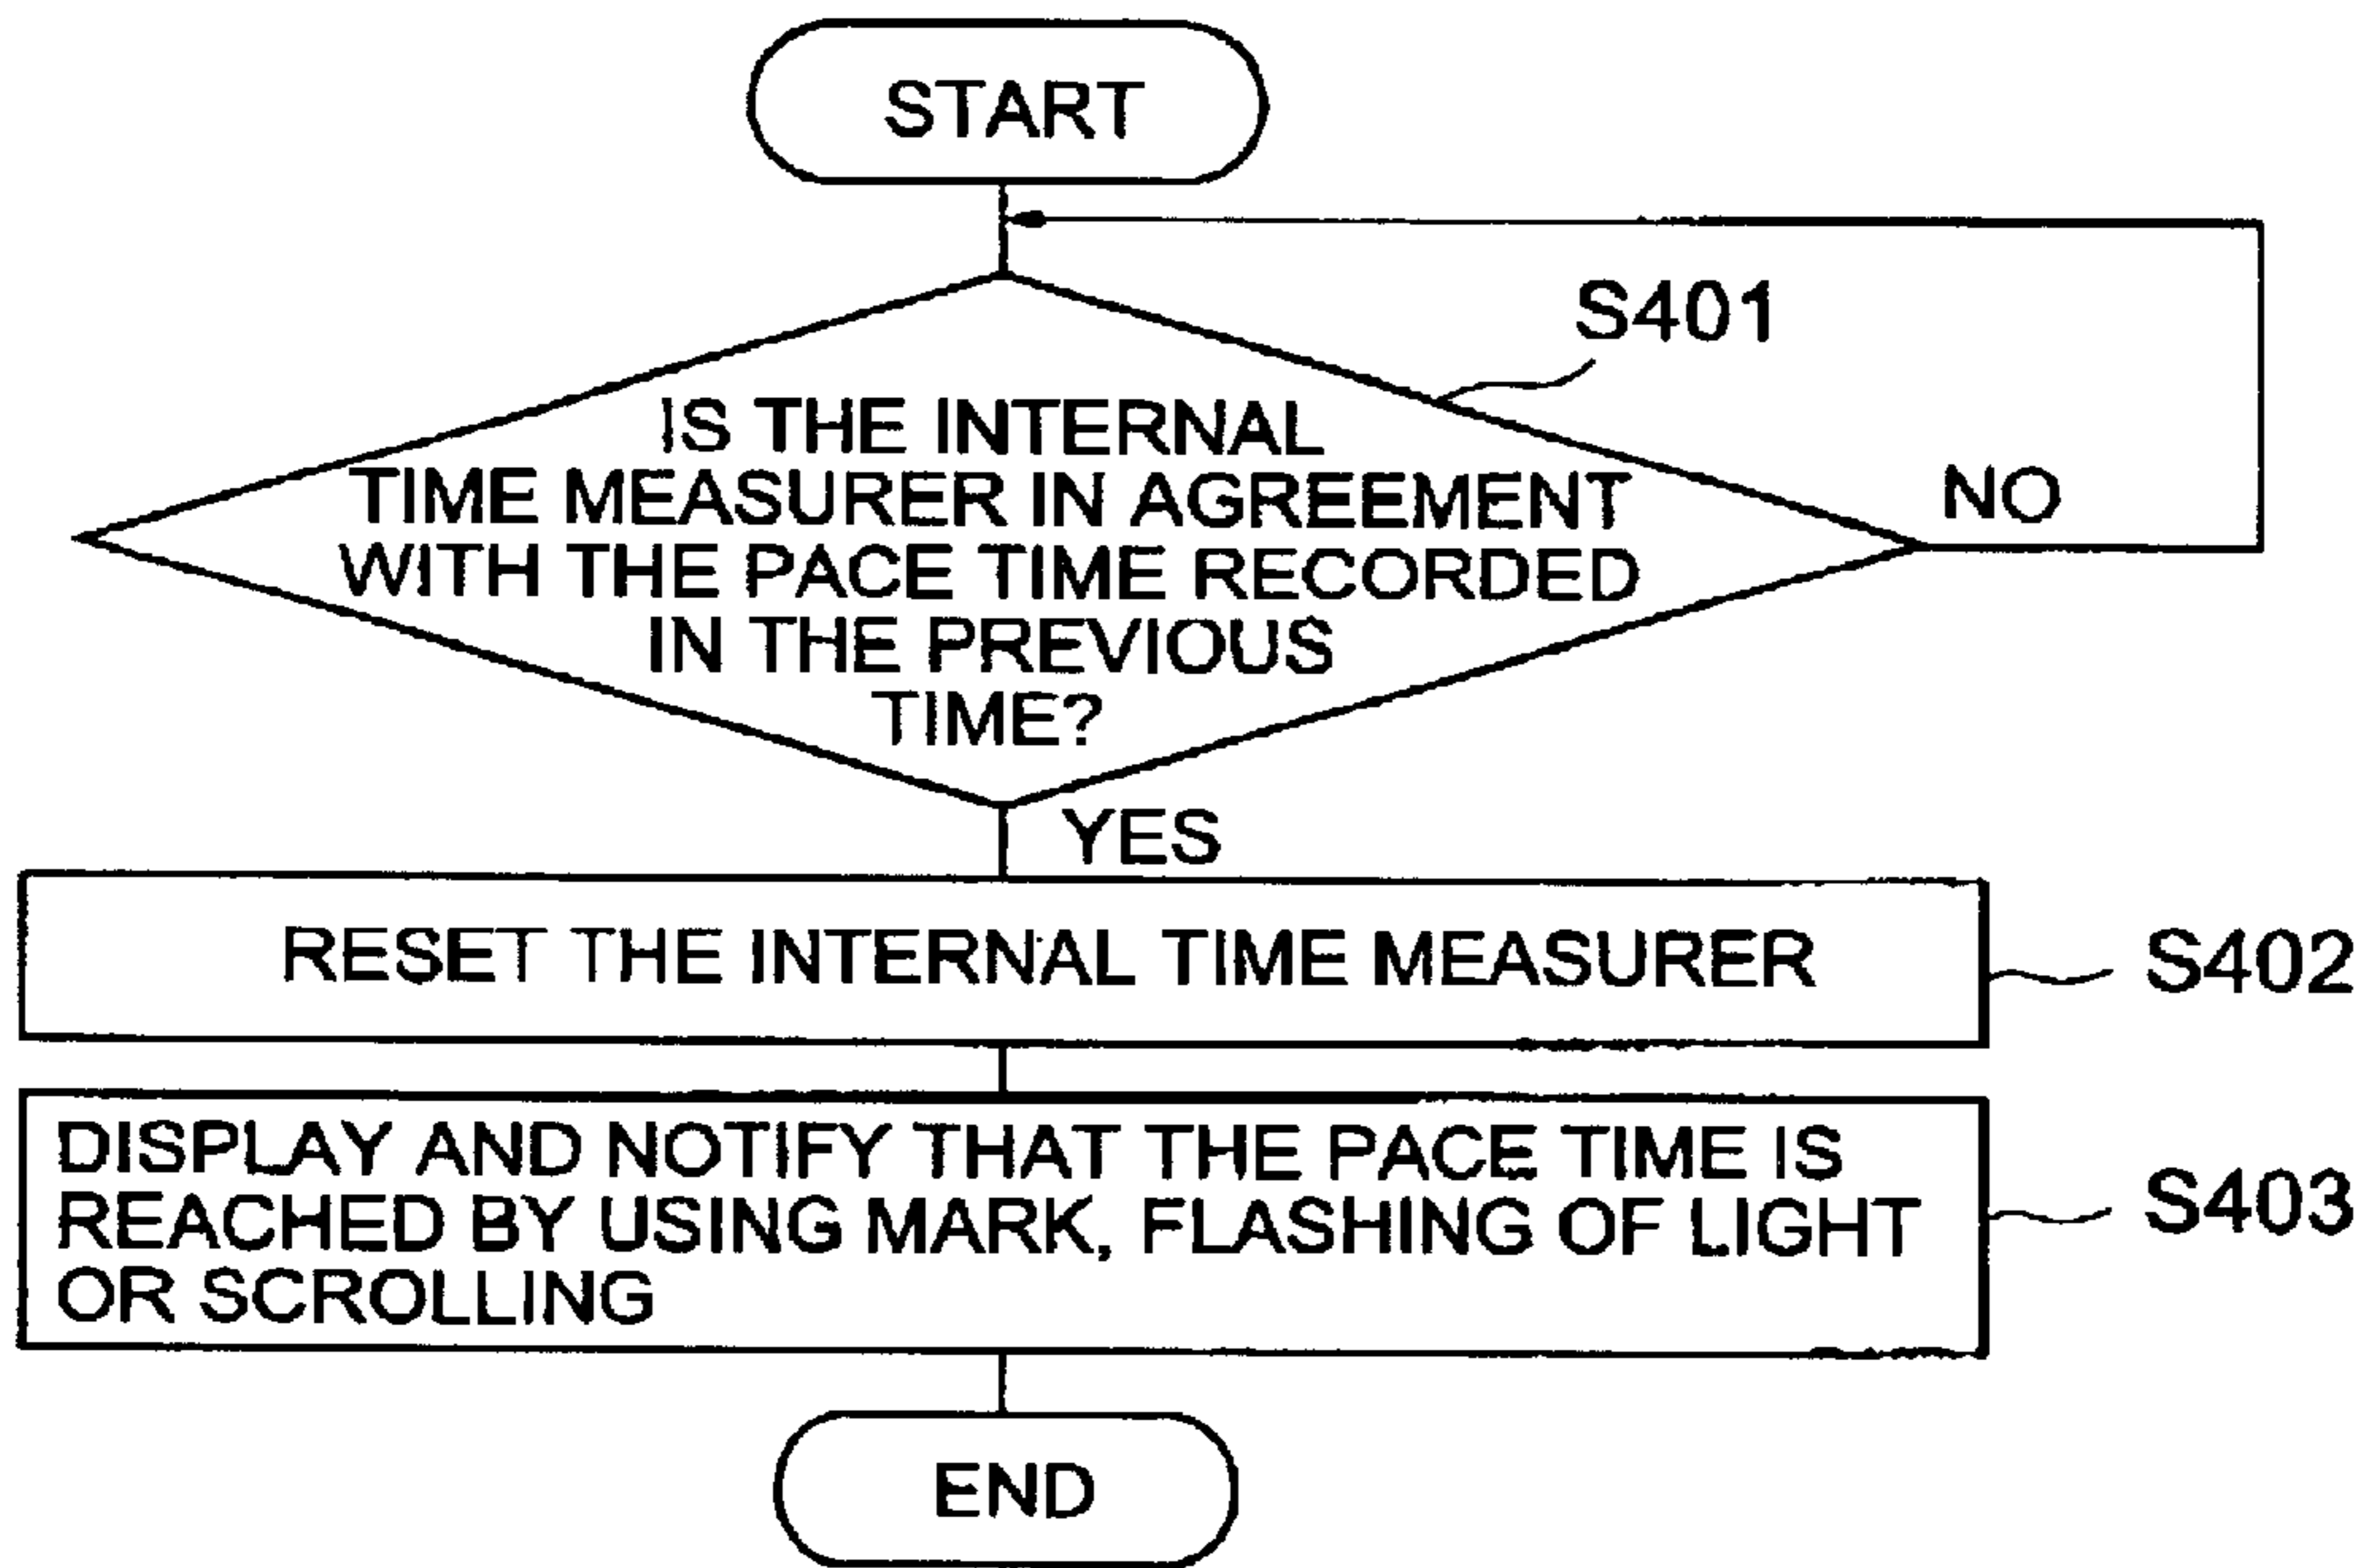 START
S401
IS THE INTERNAL
TIME MEASURER IN AGREEMENT
WITH THE PACE TIME RECORDED
IN THE PREVIOUS
TIME?
NO
YES
RESET THE INTERNAL TIME MEASURER
S402
DISPLAY AND NOTIFY THAT THE PACE TIME IS
REACHED BY USING MARK, FLASHING OF LIGHT
OR SCROLLING
S403
END